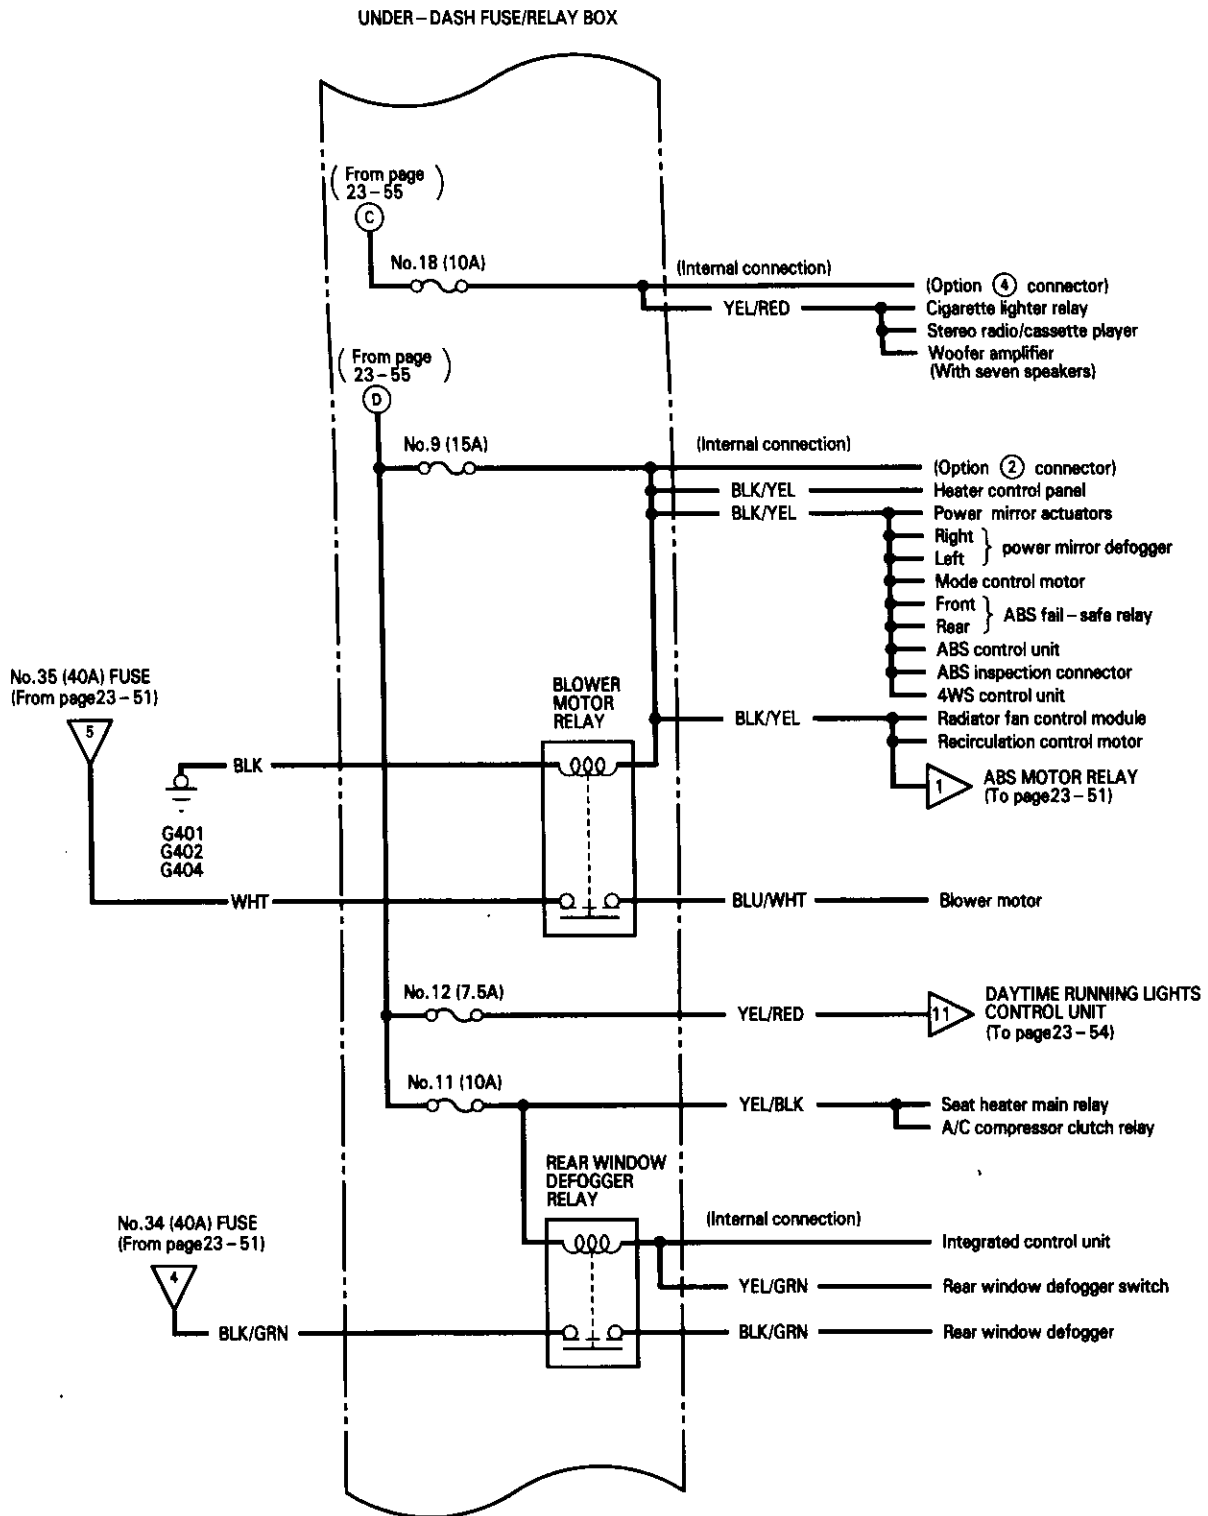 UNDER–DASH FUSE/RELAY BOX
(From page 23–55)
C
No.18 (10A)
(Internal connection)
(Option ④ connector)
YEL/RED
Cigarette lighter relay
Stereo radio/cassette player
Woofer amplifier
(With seven speakers)
(From page 23–55)
D
No.9 (15A)
(Internal connection)
(Option ② connector)
BLK/YEL
Heater control panel
BLK/YEL
Power mirror actuators
Right
Left
power mirror defogger
Mode control motor
Front
Rear
ABS fail–safe relay
ABS control unit
ABS inspection connector
4WS control unit
No.35 (40A) FUSE
(From page23–51)
5
BLOWER
MOTOR
RELAY
BLK/YEL
Radiator fan control module
Recirculation control motor
1
ABS MOTOR RELAY
(To page23–51)
BLK
G401
G402
G404
WHT
BLU/WHT
Blower motor
No.12 (7.5A)
YEL/RED
11
DAYTIME RUNNING LIGHTS
CONTROL UNIT
(To page23–54)
No.11 (10A)
YEL/BLK
Seat heater main relay
A/C compressor clutch relay
REAR WINDOW
DEFOGGER
RELAY
No.34 (40A) FUSE
(From page23–51)
4
(Internal connection)
Integrated control unit
YEL/GRN
Rear window defogger switch
BLK/GRN
BLK/GRN
Rear window defogger